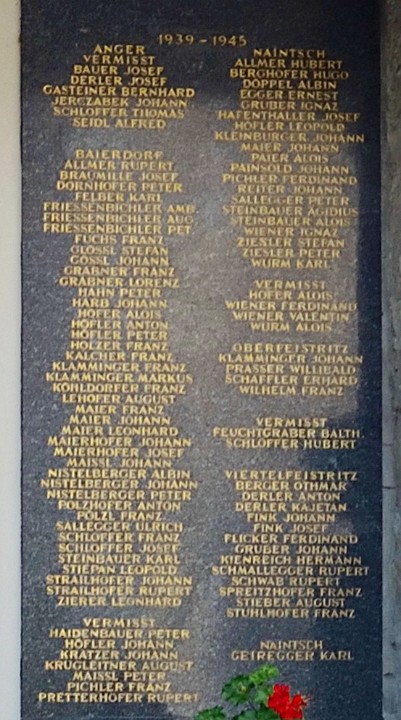 1939 - 1945
ANGER
VERMISST
BAUER JOSEF
DERLER JOSEF
GASTEINER BERNHARD
JERCZABEK JOHANN
SCHLOFFER THOMAS
SEIDL ALFRED
BAIERDORF
ALLMER RUPERT
BRAUMILLE JOSEF
DORNHOFER PETER
FELBER KARL
FRIESSENBICHLER AMB
FRIESSENBICHLER AUG
FRIESSENBICHLER PET
FUCHS FRANZ
GLÖSSL STEFAN
GÖSSL JOHANN
GRABNER FRANZ
GRABNER LORENZ
HAHN PETER
HARB JOHANN
HOFER ALOIS
HÖFLER ANTON
HÖFLER PETER
HOLZER FRANZ
KALCHER FRANZ
KLAMMINGER FRANZ
KLAMMINGER MARKUS
KOHLDORFER FRANZ
LEHOFER AUGUST
MAIER FRANZ
MAIER JOHANN
MAIER LEONHARD
MAIERHOFER JOHANN
MAIERHOFER JOSEF
MAISSL JOHANN
NISTELBERGER ALBIN
NISTELBERGER JOHANN
NISTELBERGER PETER
POLZHOFER ANTON
PÖLZL FRANZ
SALLEGGER ULRICH
SCHLOFFER FRANZ
SCHLOFFER JOSEF
STEINBAUER KARL
STIEPAN LEOPOLD
STRAILHOFER JOHANN
STRAILHOFER RUPERT
ZIERER LEONHARD
VERMISST
HAIDENBAUER PETER
HÖFLER JOHANN
KRATZER JOHANN
KRUGLEITNER AUGUST
MAISSL PETER
PICHLER FRANZ
PRETTERHOFER RUPERT
NAINTSCH
ALLMER HUBERT
BERGHOFER HUGO
DÖPPEL ALBIN
EGGER ERNEST
GRUBER IGNAZ
HAFENTHALLER JOSEF
HÖFLER LEOPOLD
KLEINBURGER JOHANN
MAIER JOHANN
PAIER ALOIS
PAINSOLD JOHANN
PICHLER FERDINAND
REITER JOHANN
SALLEGGER PETER
STEINBAUER ÄGIDIUS
STEINBAUER ALOIS
WIENER IGNAZ
ZIESLER STEFAN
ZIESLER PETER
WURM KARL
VERMISST
HOFER ALOIS
WIENER FERDINAND
WIENER VALENTIN
WURM ALOIS
OBERFEISTRITZ
KLAMMINGER JOHANN
PRASSER WILLIBALD
SCHAFFLER ERHARD
WILHELM FRANZ
VERMISST
FEUCHTGRABER BALTH.
SCHLOFFER HUBERT
VIERTELFEISTRITZ
BERGER OTHMAR
DERLER ANTON
DERLER KAJETAN
FINK JOHANN
FINK JOSEF
FLICKER FERDINAND
GRUBER JOHANN
KIENREICH HERMANN
SCHMALLEGGER RUPERT
SCHWAB RUPERT
SPREITZHOFER FRANZ
STIEBER AUGUST
STUHLHOFER FRANZ
NAINTSCH
GEIREGGER KARL